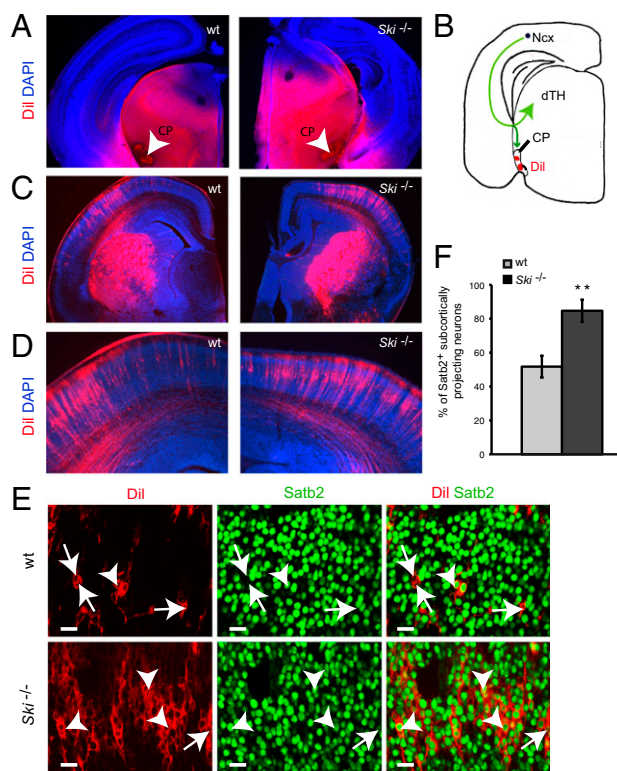 A
wt
Ski -/-
DiI DAPI
CP
CP
B
Ncx
dTH
CP
DiI
C
wt
Ski -/-
DiI DAPI
D
wt
Ski -/-
DiI DAPI
F
wt
Ski -/-
**
% of Satb2+ subcortically
projecting neurons
100
80
60
40
20
0
E
DiI
Satb2
DiI Satb2
wt
Ski -/-